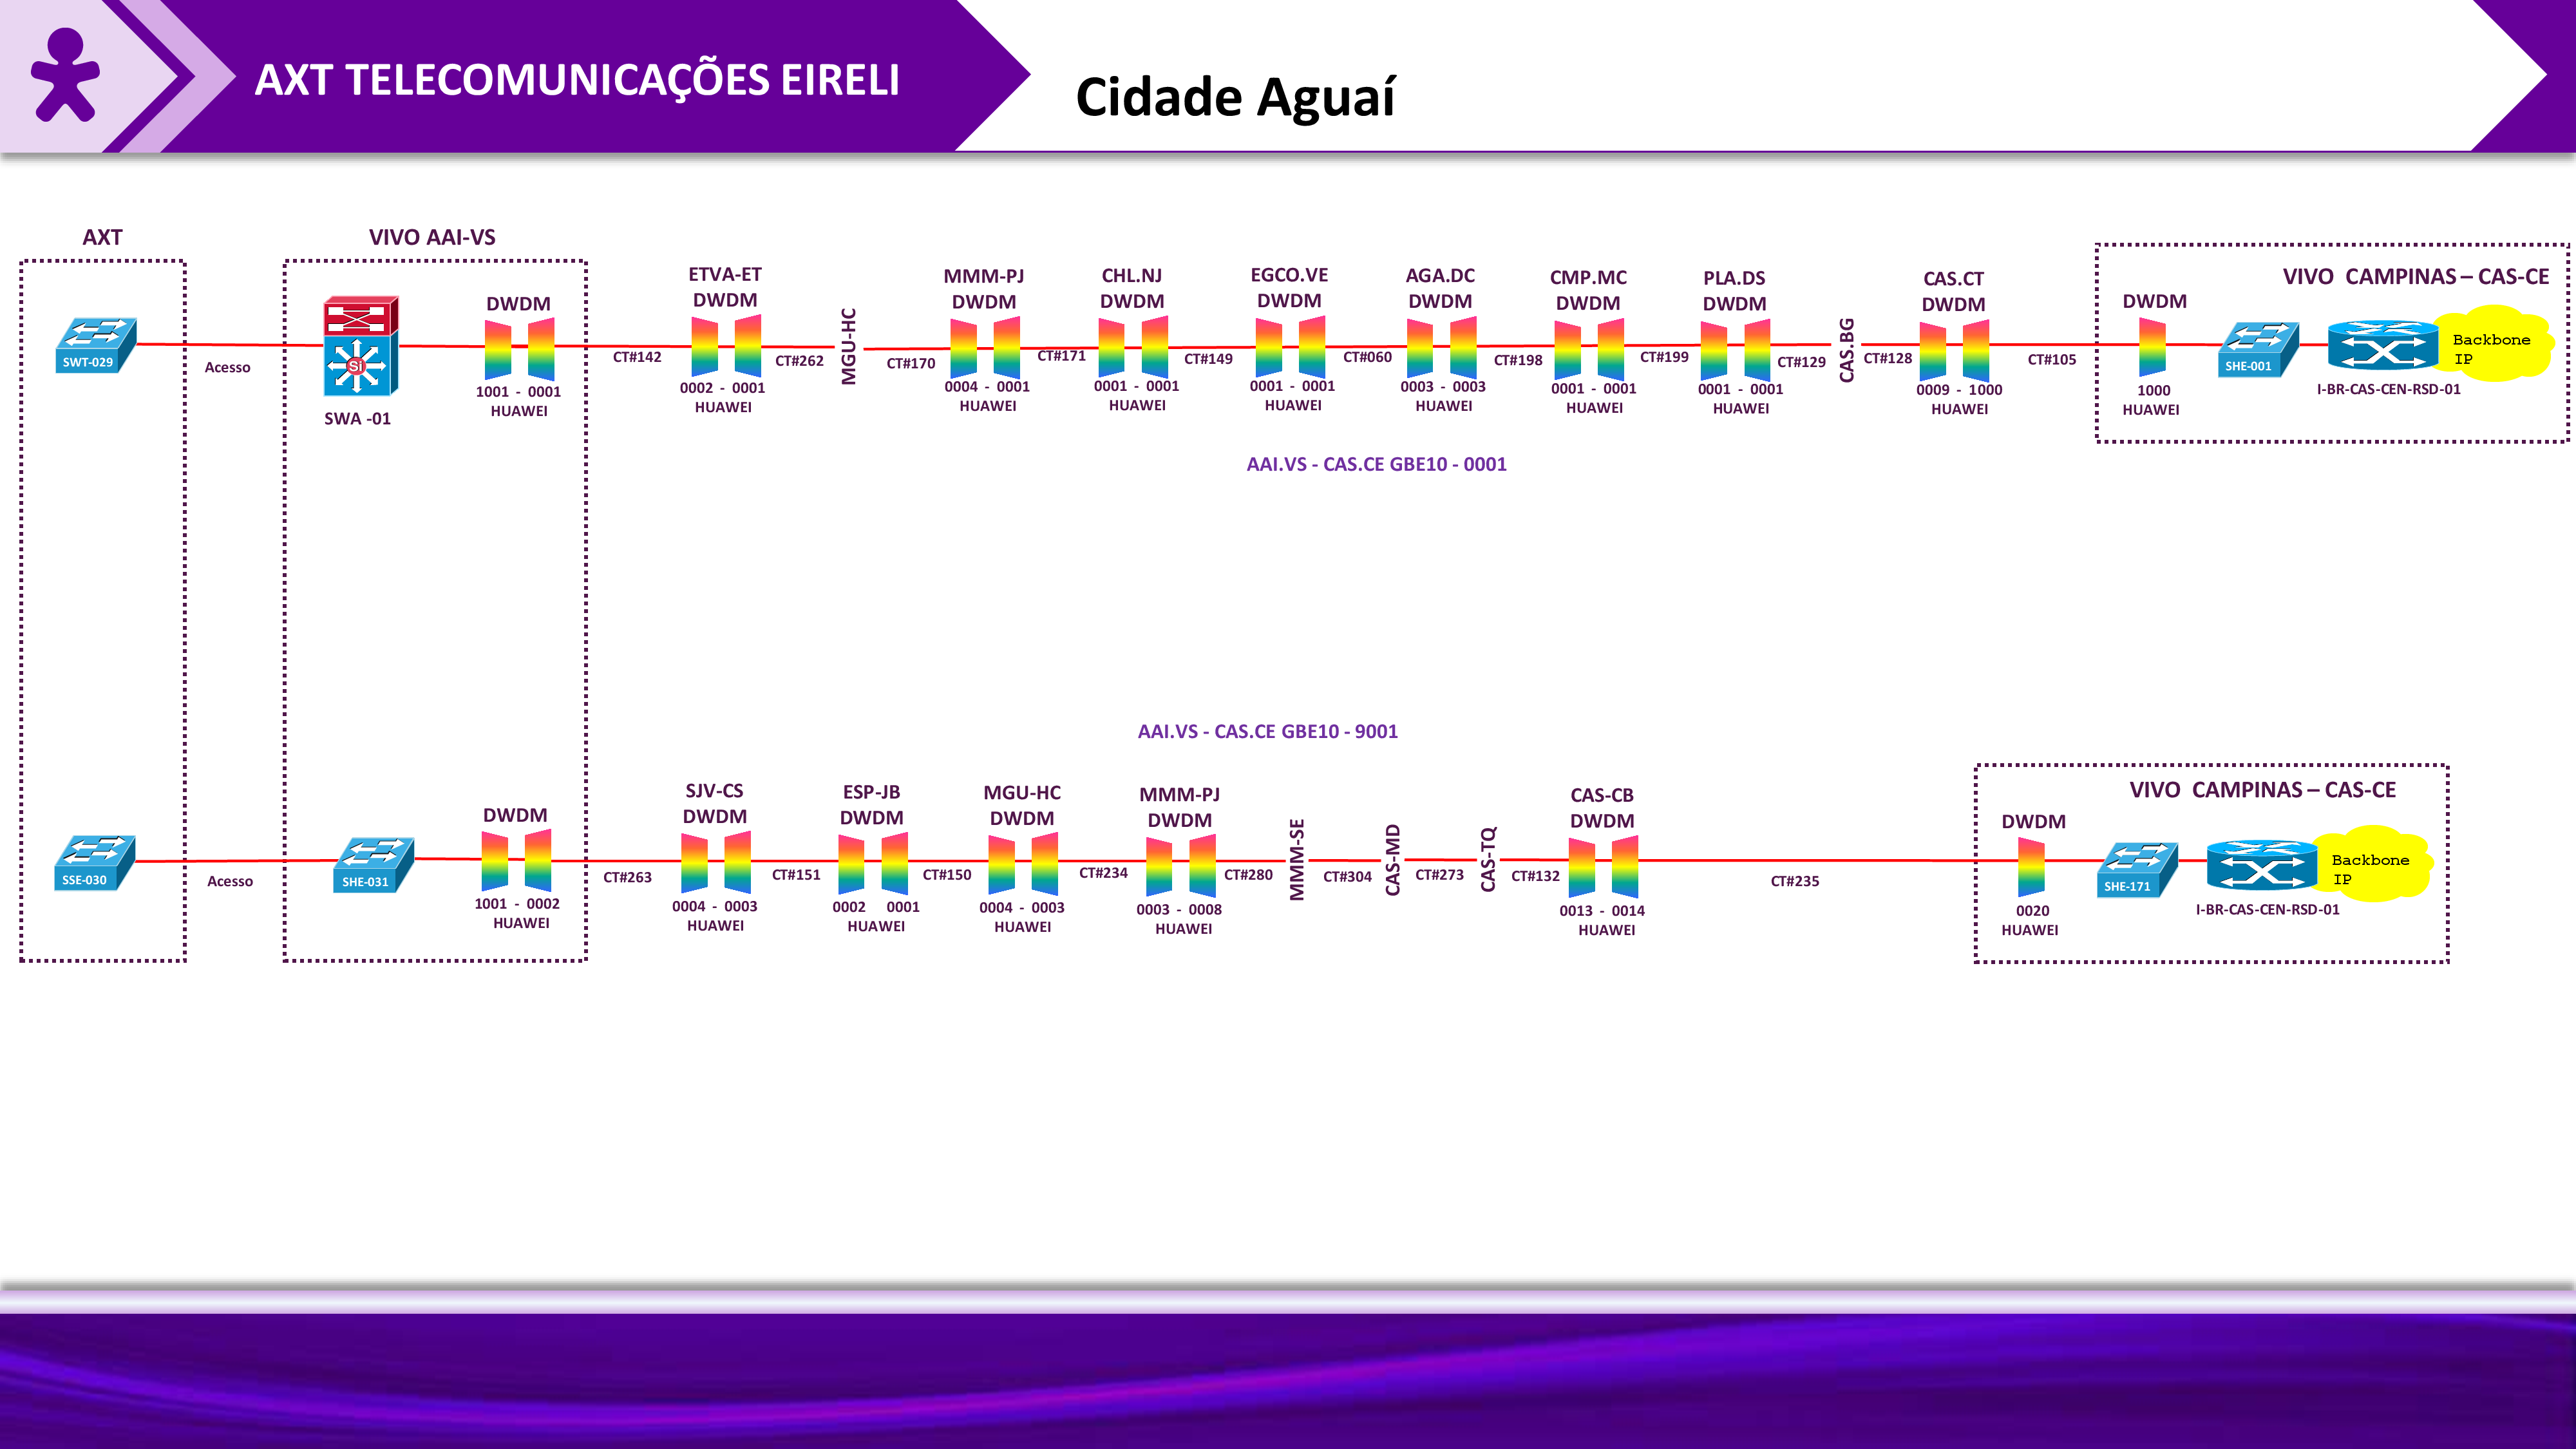 AXT TELECOMUNICAÇÕES EIRELI
Cidade Aguaí
AXT
VIVO AAI-VS
SWT-029
Acesso
SWA -01
DWDM
1001 - 0001
HUAWEI
CT#142
ETVA-ET
DWDM
0002 - 0001
HUAWEI
CT#262
MGU-HC
CT#170
MMM-PJ
DWDM
0004 - 0001
HUAWEI
CT#171
CHL.NJ
DWDM
0001 - 0001
HUAWEI
CT#149
EGCO.VE
DWDM
0001 - 0001
HUAWEI
CT#060
AGA.DC
DWDM
0003 - 0003
HUAWEI
CT#198
CMP.MC
DWDM
0001 - 0001
HUAWEI
CT#199
PLA.DS
DWDM
0001 - 0001
HUAWEI
CT#129
CAS.BG
CT#128
CAS.CT
DWDM
0009 - 1000
HUAWEI
CT#105
VIVO CAMPINAS – CAS-CE
DWDM
1000
HUAWEI
SHE-001
I-BR-CAS-CEN-RSD-01
Backbone
IP
Si
AAI.VS - CAS.CE GBE10 - 0001
AAI.VS - CAS.CE GBE10 - 9001
SSE-030
Acesso
SHE-031
DWDM
1001 - 0002
HUAWEI
CT#263
SJV-CS
DWDM
0004 - 0003
HUAWEI
CT#151
ESP-JB
DWDM
0002 0001
HUAWEI
CT#150
MGU-HC
DWDM
0004 - 0003
HUAWEI
CT#234
MMM-PJ
DWDM
0003 - 0008
HUAWEI
CT#280
MMM-SE
CT#304
CAS-MD
CT#273
CAS-TQ
CT#132
CAS-CB
DWDM
0013 - 0014
HUAWEI
CT#235
VIVO CAMPINAS – CAS-CE
DWDM
0020
HUAWEI
SHE-171
I-BR-CAS-CEN-RSD-01
Backbone
IP